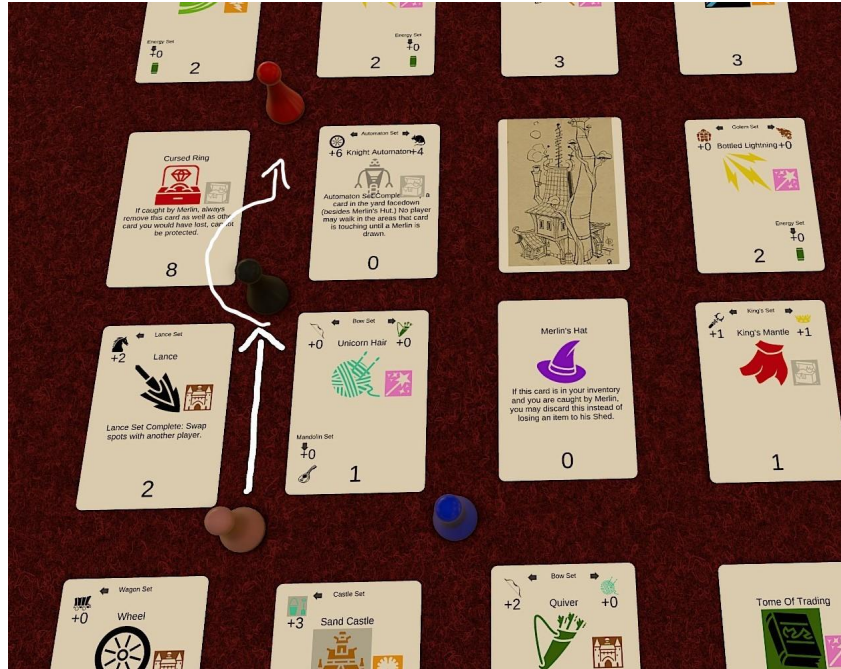 Energy Set
+0
2
Energy Set
+0
2
3
3
Cursed Ring
If caught by Merlin, always
remove this card as well as
card you would have lost,
be protected.
8
Automaton Set
+6 Knight Automaton +4
Automaton Set Comple a
card in the yard facedown
(besides Merlin's Hut.) No player
may walk in the areas that card
is touching until a Merlin is
drawn.
0
Golem Set
+0 Bottled Lightning +0
Energy Set
+0
2
Lance Set
+2 Lance
Lance Set Complete: Swap
spots with another player.
2
Bow Set
+0 Unicorn Hair +0
Mandolin Set
+0
1
Merlin's Hat
If this card is in your inventory
and you are caught by Merlin,
you may discard this instead of
losing an item to his Shed.
0
King's Set
+1 King's Mantle +1
1
Wagon Set
+0 Wheel
Castle Set
+3 Sand Castle
Bow Set
+2 Quiver +0
Tome Of Trading